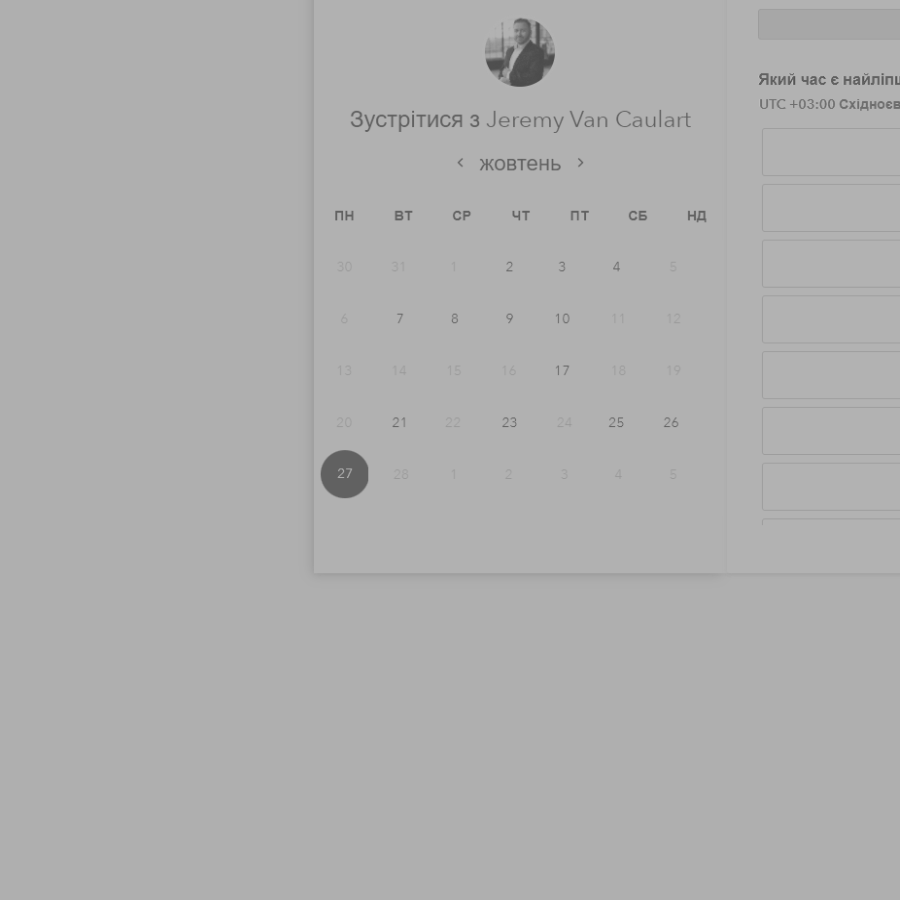 Зустрітися з Jeremy Van Caulart
жовтень
ПН ВТ СР ЧТ ПТ СБ НД
30 31 1 2 3 4 5
6 7 8 9 10 11 12
13 14 15 16 17 18 19
20 21 22 23 24 25 26
27 28 1 2 3 4 5
Який час є найліпш
UTC +03:00 Східноєв